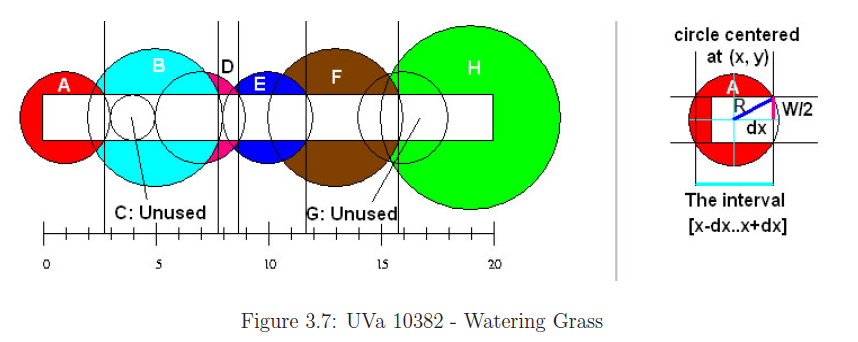 A
B
D
E
F
H
C: Unused
G: Unused
0
5
10
15
20
circle centered
at (x, y)
A
R
W/2
dx
The interval
[x-dx..x+dx]
Figure 3.7: UVa 10382 - Watering Grass